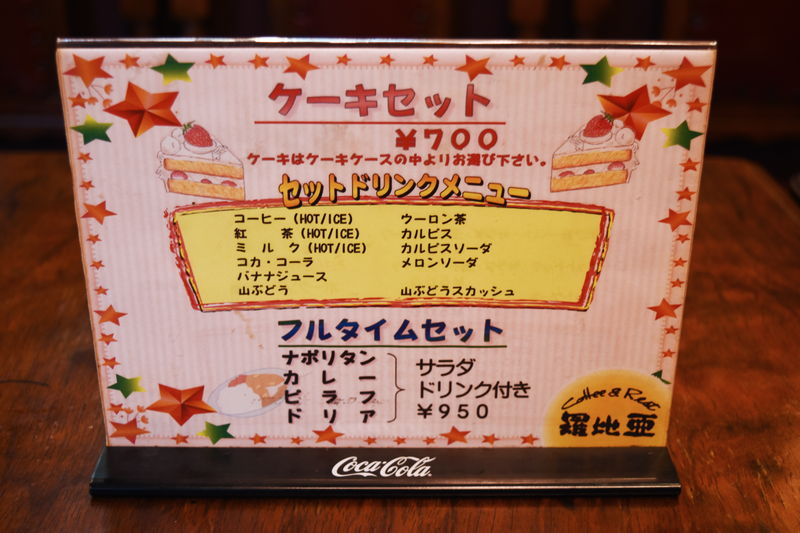 ケーキセット
¥700
ケーキはケーキケースの中よりお選び下さい。
セットドリンクメニュー
コーヒー (HOT/ICE)
紅 茶 (HOT/ICE)
ミ ル ク (HOT/ICE)
コカ・コーラ
バナナジュース
山ぶどう
ウーロン茶
カルピス
カルピスソーダ
メロンソーダ
山ぶどうスカッシュ
フルタイムセット
ナポリタン
カ レ ー
ピ ラ フ
ド リ ア
サラダ
ドリンク付き
¥950
Coffee & Rest
羅比亜
Coca-Cola